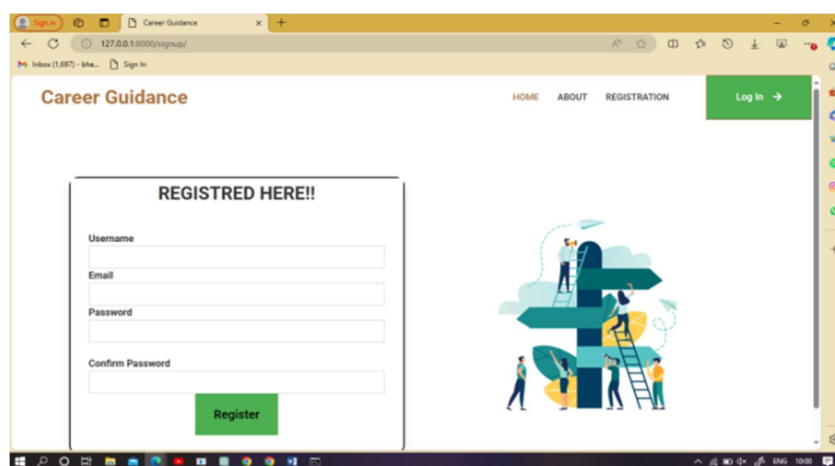 Sign in
Career Guidance
127.0.0.1:8000/signup/
Inbox (1,697) - bha...
Sign In
Career Guidance
HOME ABOUT REGISTRATION Log In →
REGISTRED HERE!!
Username
Email
Password
Confirm Password
Register
ENG 10:00